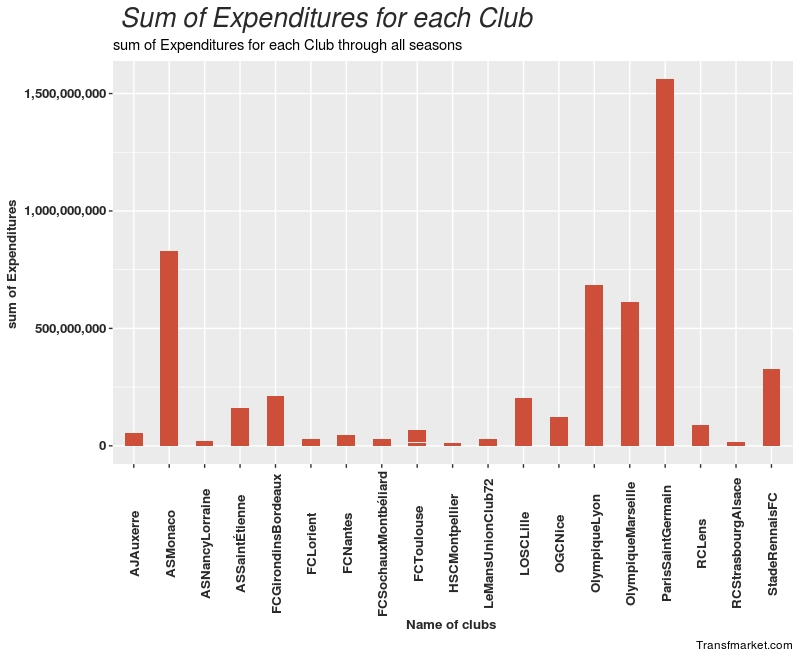 Sum of Expenditures for each Club
sum of Expenditures for each Club through all seasons
sum of Expenditures
1,500,000,000
1,000,000,000
500,000,000
0
AJAuxerre
ASMonaco
ASNancyLorraine
ASSaintÉtienne
FCGirondinsBordeaux
FCLorient
FCNantes
FCSochauxMontbéliard
FCToulouse
HSCMontpellier
LeMansUnionClub72
LOSCLille
OGCNice
OlympiqueLyon
OlympiqueMarseille
ParisSaintGermain
RCLens
RCStrasbourgAlsace
StadeRennaisFC
Name of clubs
Transfmarket.com